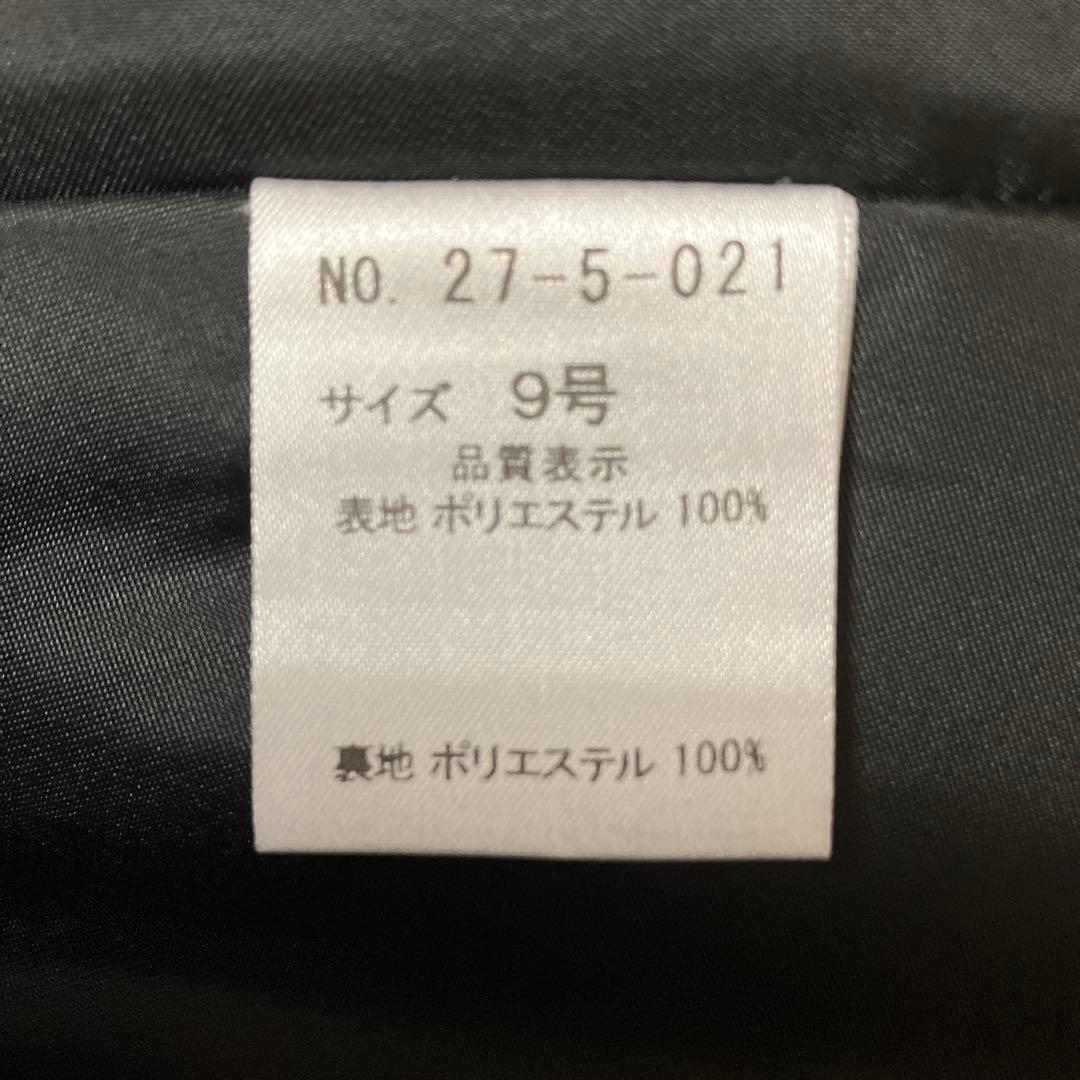 NO. 27-5-021
サイズ 9号
品質表示
表地 ポリエステル 100%
裏地 ポリエステル 100%